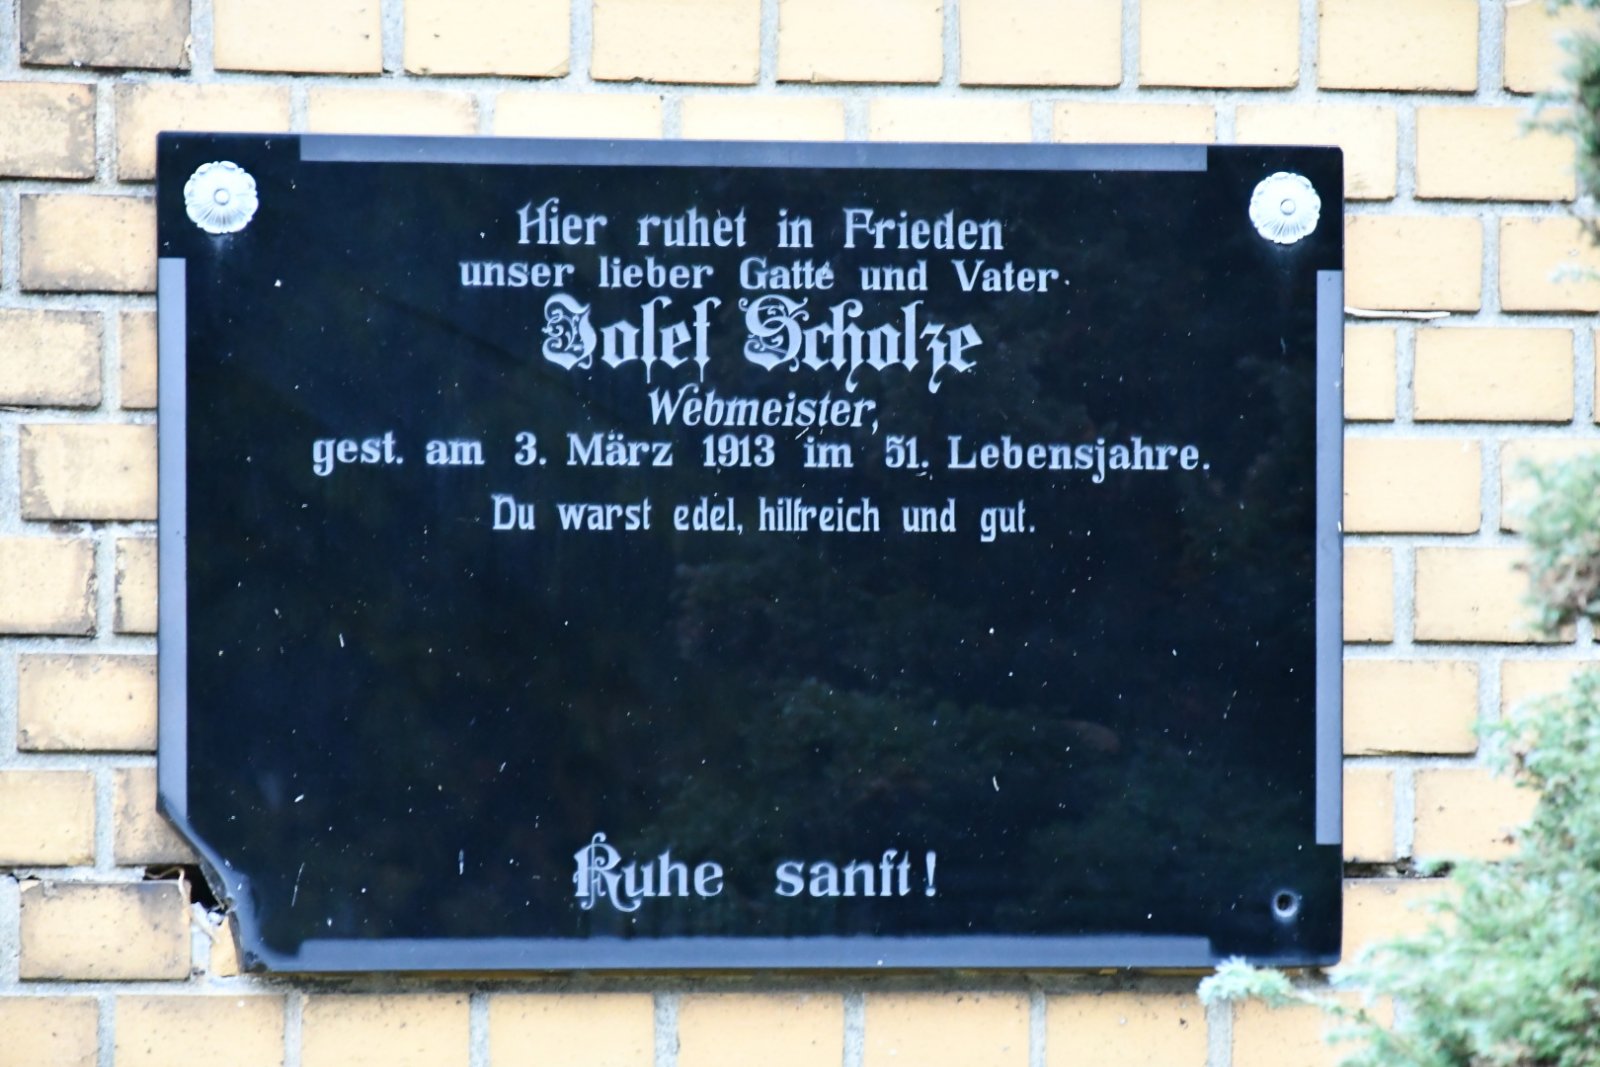 Hier ruhet in Frieden
unser lieber Gatte und Vater
Josef Scholze
Webmeister,
gest. am 3. März 1913 im 51. Lebensjahre.
Du warst edel, hilfreich und gut.
Ruhe sanft!